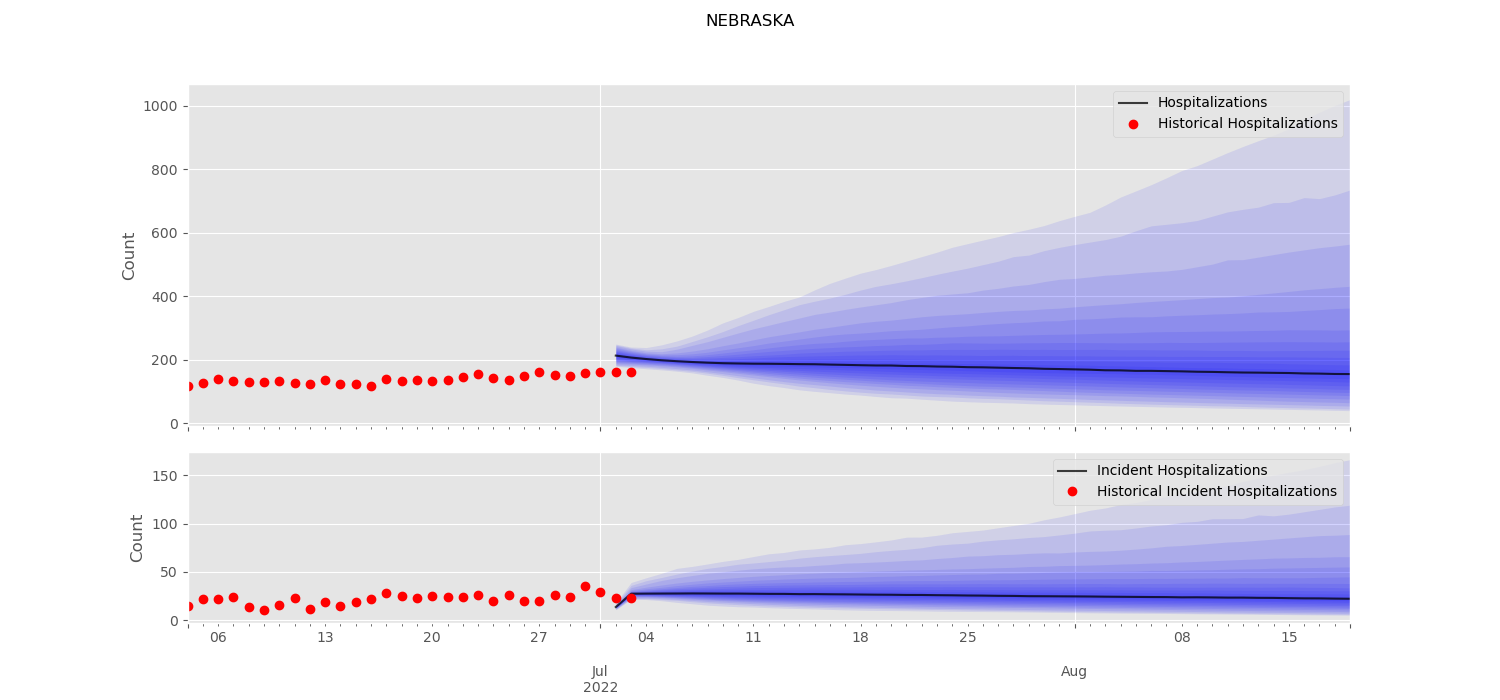 NEBRASKA
Hospitalizations
Historical Hospitalizations
Count
1000
800
600
400
200
0
Incident Hospitalizations
Historical Incident Hospitalizations
Count
150
100
50
0
06 13 20 27 04 11 18 25 08 15
Jul Aug
2022